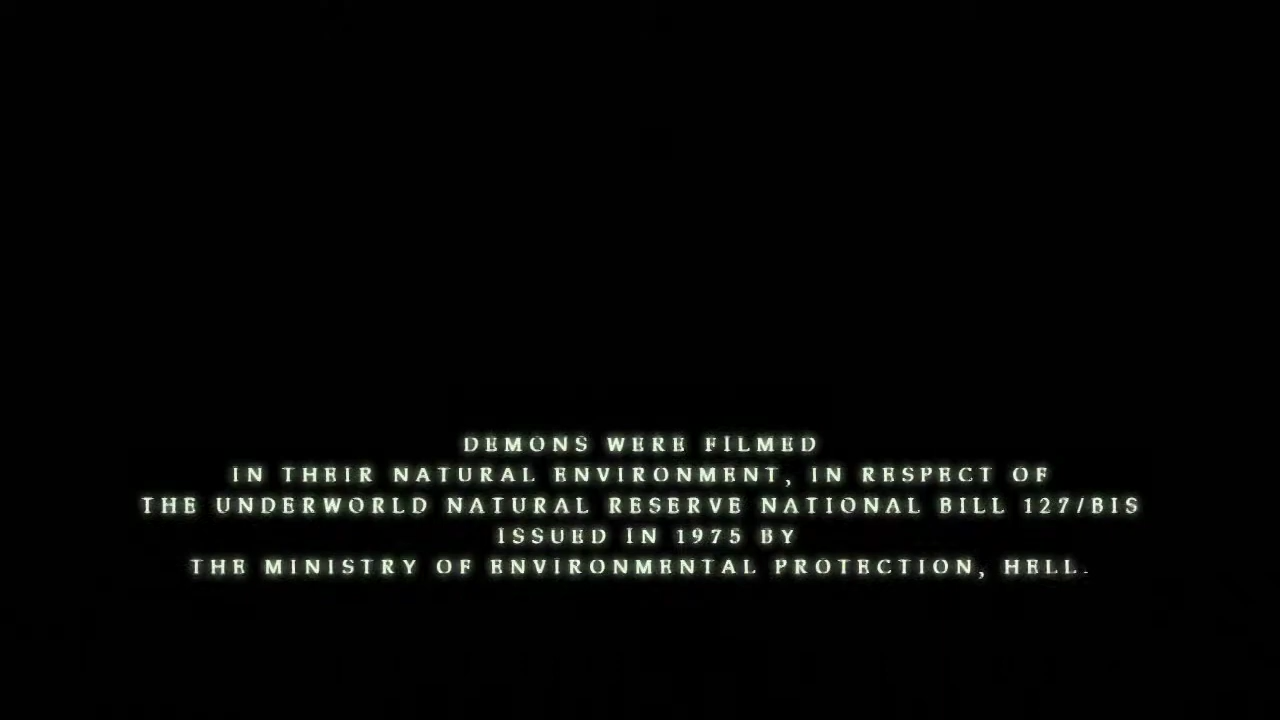 DEMONS WERE FILMED
IN THEIR NATURAL ENVIRONMENT, IN RESPECT OF
THE UNDERWORLD NATURAL RESERVE NATIONAL BILL 127/BIS
ISSUED IN 1975 BY
THE MINISTRY OF ENVIRONMENTAL PROTECTION, HELL.